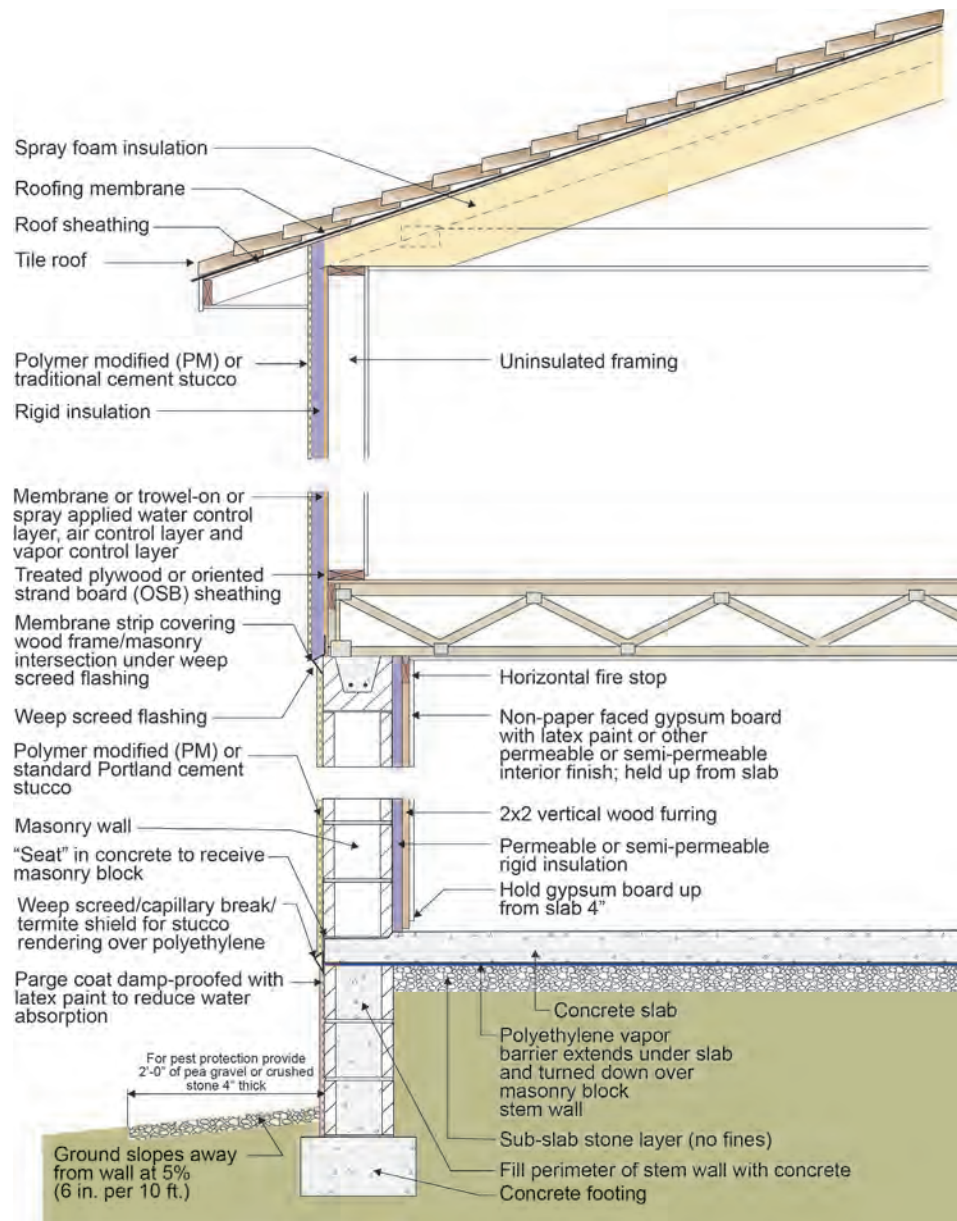 Spray foam insulation
Roofing membrane
Roof sheathing
Tile roof
Polymer modified (PM) or
traditional cement stucco
Rigid insulation
Uninsulated framing
Membrane or trowel-on or
spray applied water control
layer, air control layer and
vapor control layer
Treated plywood or oriented
strand board (OSB) sheathing
Membrane strip covering
wood frame/masonry
intersection under weep
screed flashing
Weep screed flashing
Polymer modified (PM) or
standard Portland cement
stucco
Masonry wall
“Seat” in concrete to receive
masonry block
Weep screed/capillary break/
termite shield for stucco
rendering over polyethylene
Parge coat damp-proofed with
latex paint to reduce water
absorption
Horizontal fire stop
Non-paper faced gypsum board
with latex paint or other
permeable or semi-permeable
interior finish; held up from slab
2x2 vertical wood furring
Permeable or semi-permeable
rigid insulation
Hold gypsum board up
from slab 4”
Concrete slab
Polyethylene vapor
barrier extends under slab
and turned down over
masonry block
stem wall
Sub-slab stone layer (no fines)
Fill perimeter of stem wall with concrete
Concrete footing
For pest protection provide
2'-0" of pea gravel or crushed
stone 4" thick
Ground slopes away
from wall at 5%
(6 in. per 10 ft.)